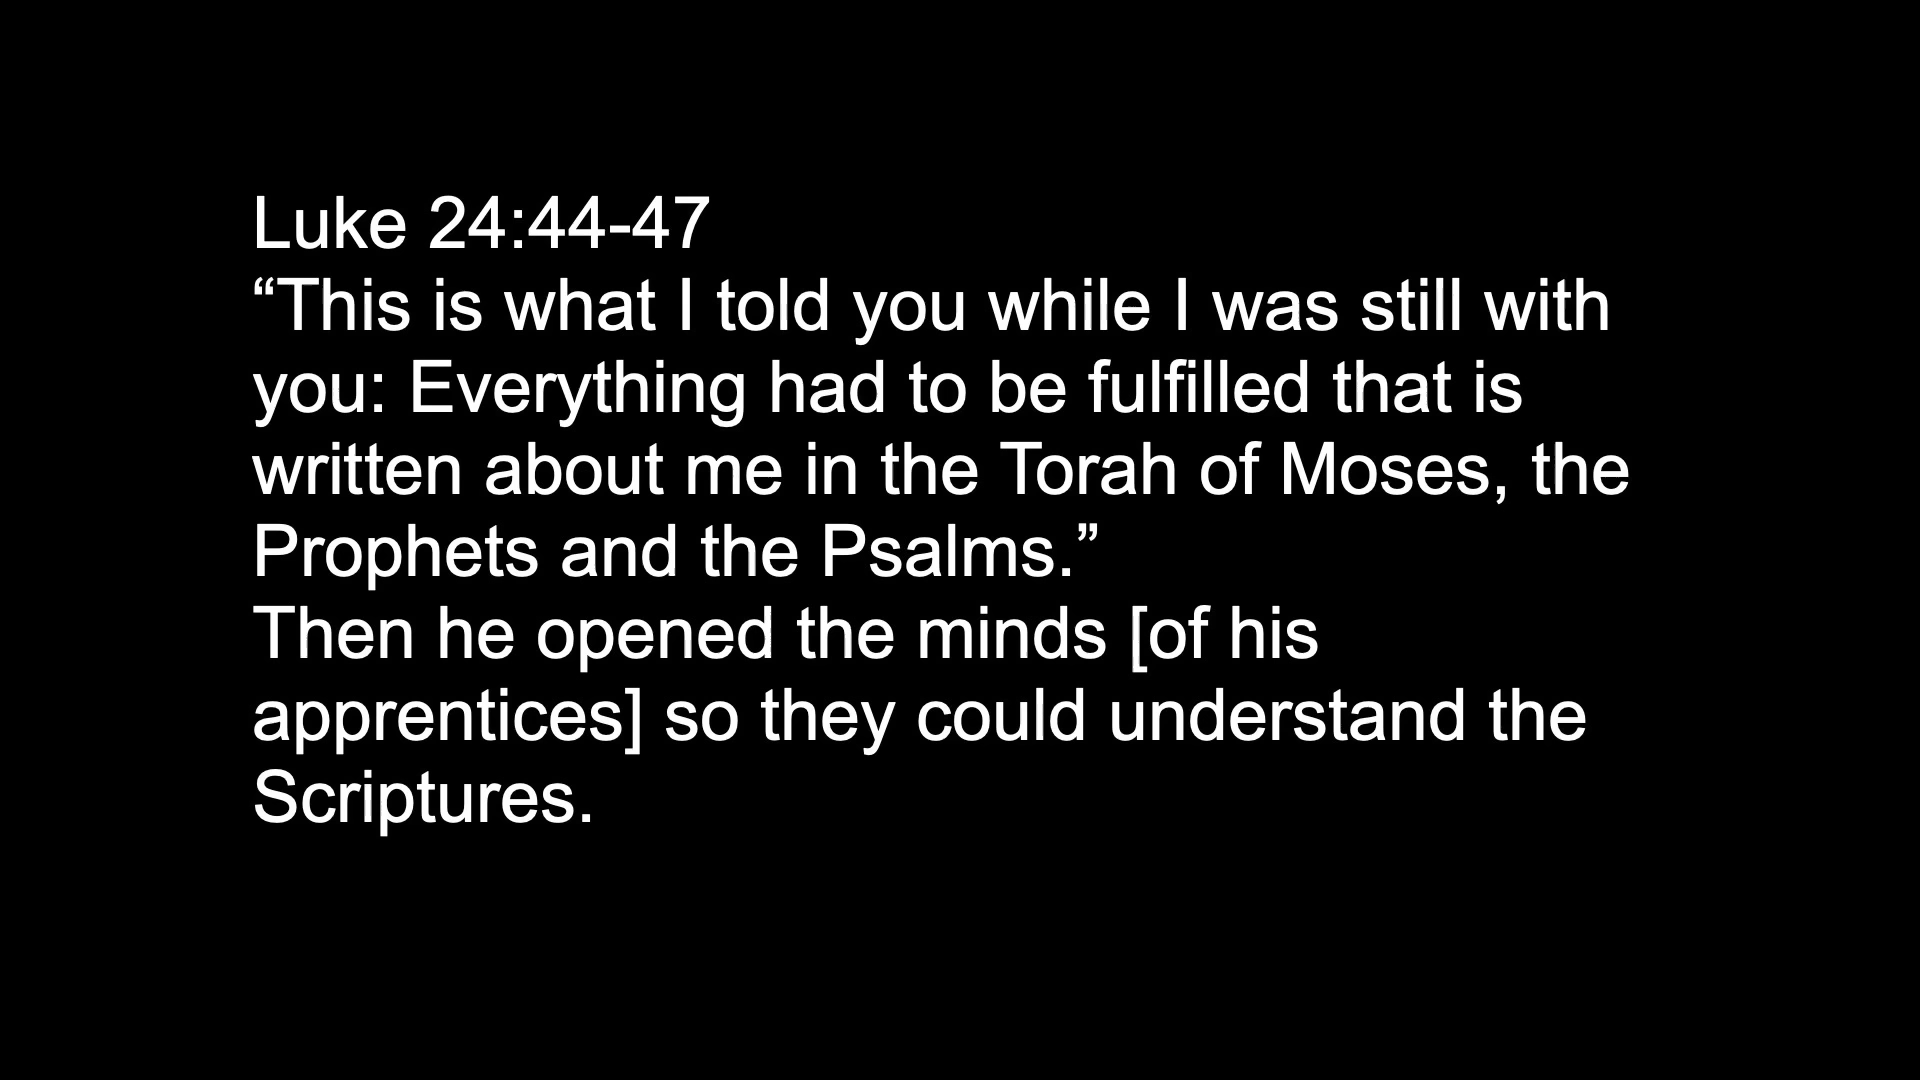 Luke 24:44-47
“This is what I told you while I was still with
you: Everything had to be fulfilled that is
written about me in the Torah of Moses, the
Prophets and the Psalms.”
Then he opened the minds [of his
apprentices] so they could understand the
Scriptures.